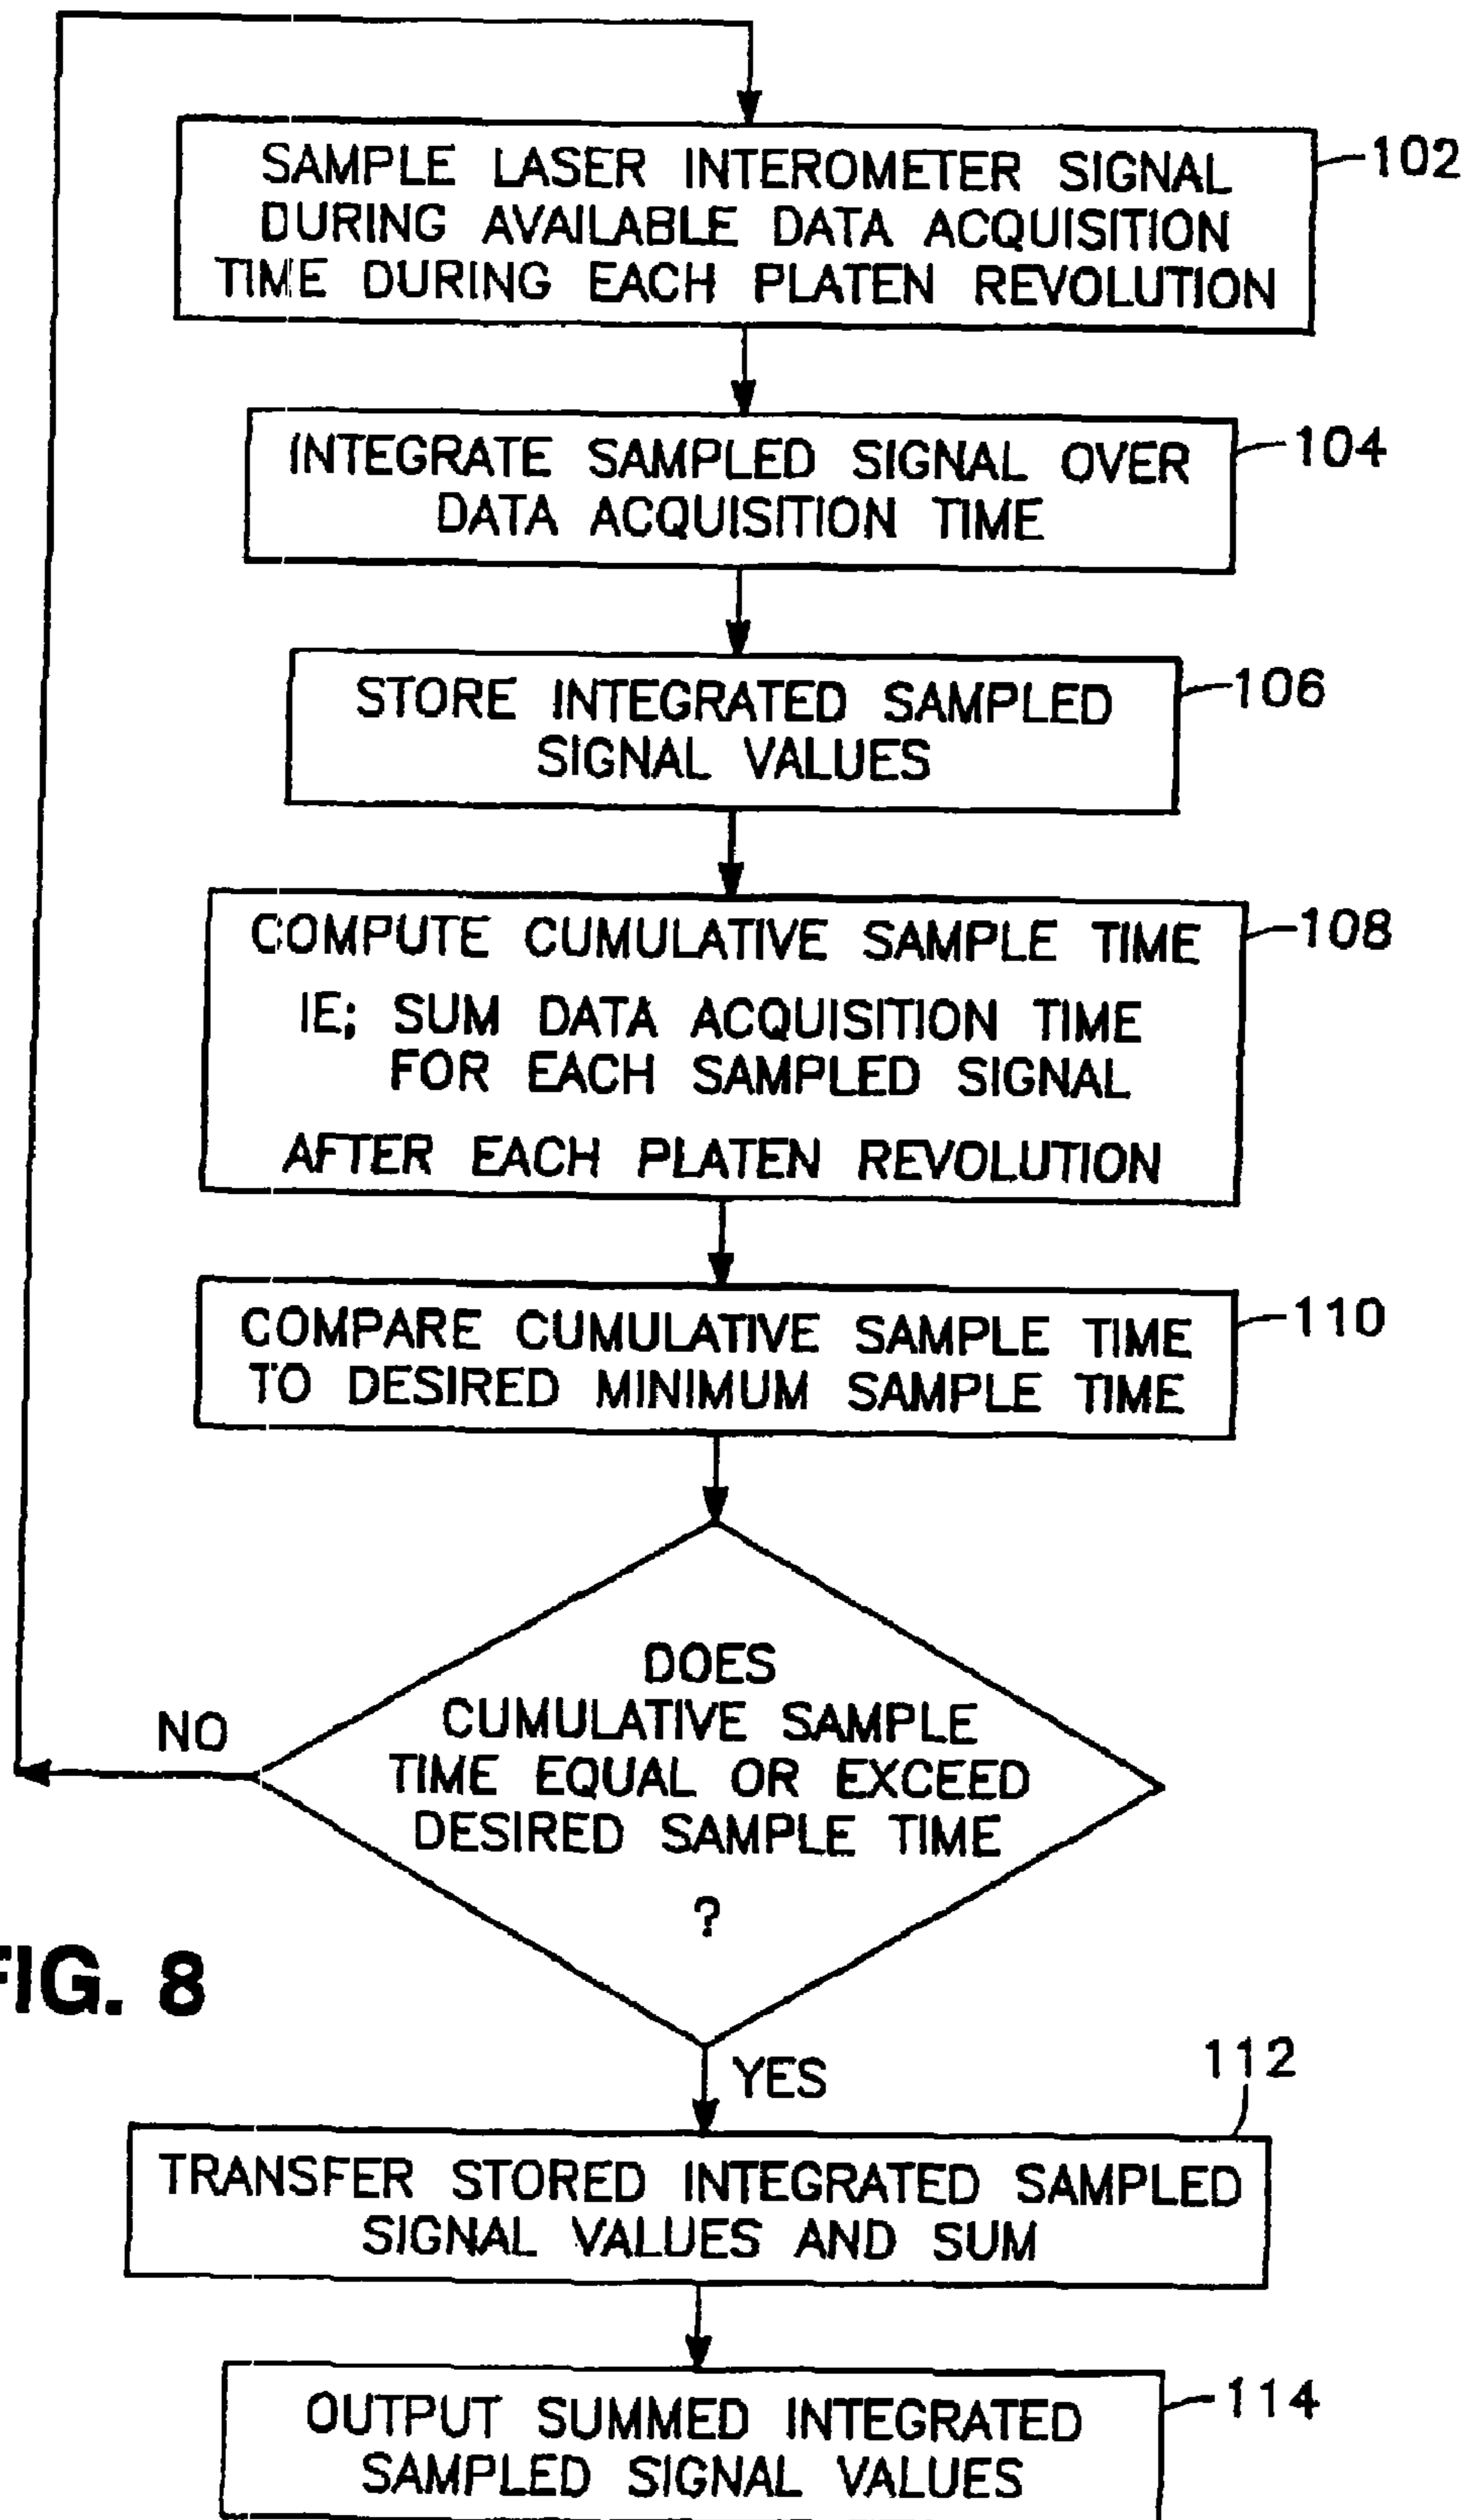 SAMPLE LASER INTEROMETER SIGNAL
DURING AVAILABLE DATA ACQUISITION
TIME DURING EACH PLATEN REVOLUTION
102
INTEGRATE SAMPLED SIGNAL OVER
DATA ACQUISITION TIME
104
STORE INTEGRATED SAMPLED
SIGNAL VALUES
106
COMPUTE CUMULATIVE SAMPLE TIME
IE; SUM DATA ACQUISITION TIME
FOR EACH SAMPLED SIGNAL
AFTER EACH PLATEN REVOLUTION
108
COMPARE CUMULATIVE SAMPLE TIME
TO DESIRED MINIMUM SAMPLE TIME
110
DOES
CUMULATIVE SAMPLE
TIME EQUAL OR EXCEED
DESIRED SAMPLE TIME
?
NO
FIG. 8
YES
112
TRANSFER STORED INTEGRATED SAMPLED
SIGNAL VALUES AND SUM
OUTPUT SUMMED INTEGRATED
SAMPLED SIGNAL VALUES
114